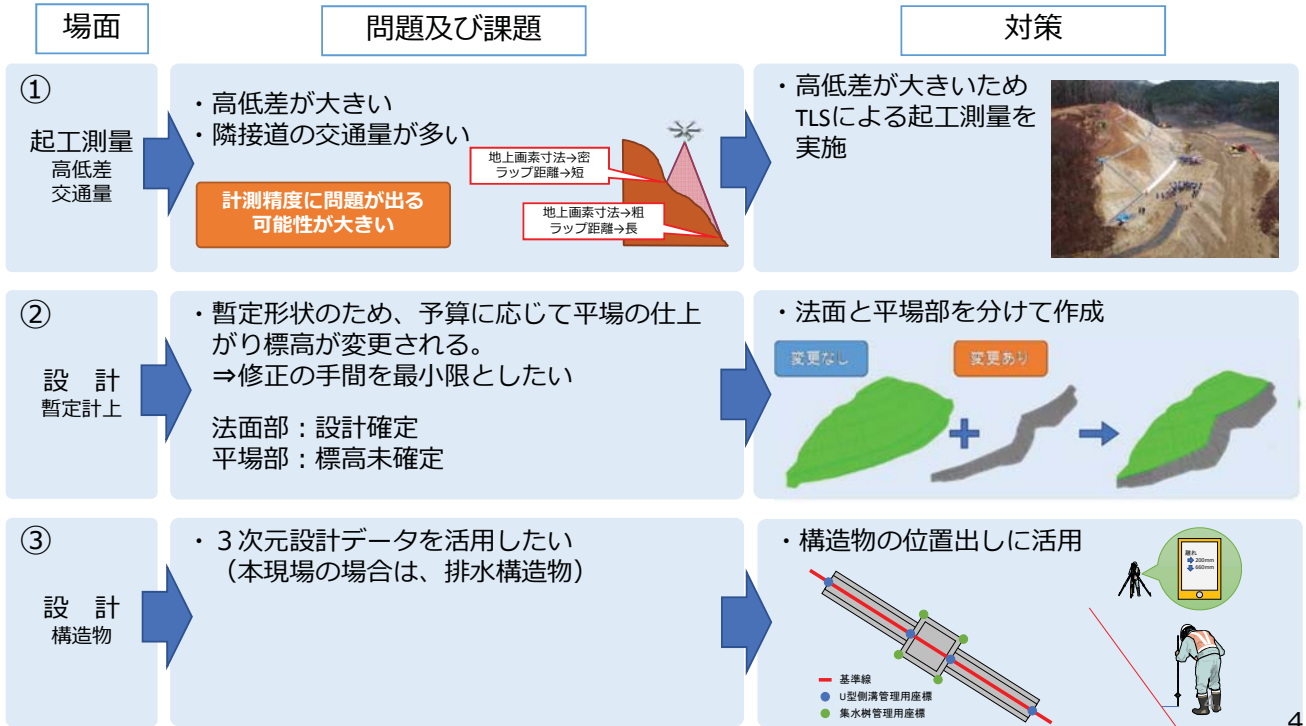 場面
問題及び課題
対策
①
起工測量
高低差
交通量
・高低差が大きい
・隣接道の交通量が多い
計測精度に問題が出る
可能性が大きい
地上画素寸法→密
ラップ距離→短
地上画素寸法→粗
ラップ距離→長
・高低差が大きいため
TLSによる起工測量を
実施
②
設 計
暫定計上
・暫定形状のため、予算に応じて平場の仕上
がり標高が変更される。
⇒修正の手間を最小限としたい
法面部：設計確定
平場部：標高未確定
・法面と平場部を分けて作成
変更なし
変更あり
③
設 計
構造物
・３次元設計データを活用したい
（本現場の場合は、排水構造物）
・構造物の位置出しに活用
離れ
200mm
660mm
基準線
U型側溝管理用座標
集水桝管理用座標
4